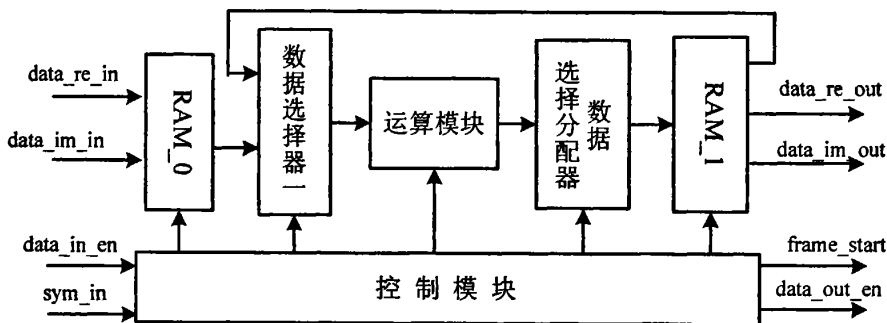 data_re_in
data_im_in
RAM_0
数据选择器一
运算模块
数据
选择分配器
RAM_1
data_re_out
data_im_out
data_in_en
sym_in
控制模块
frame_start
data_out_en